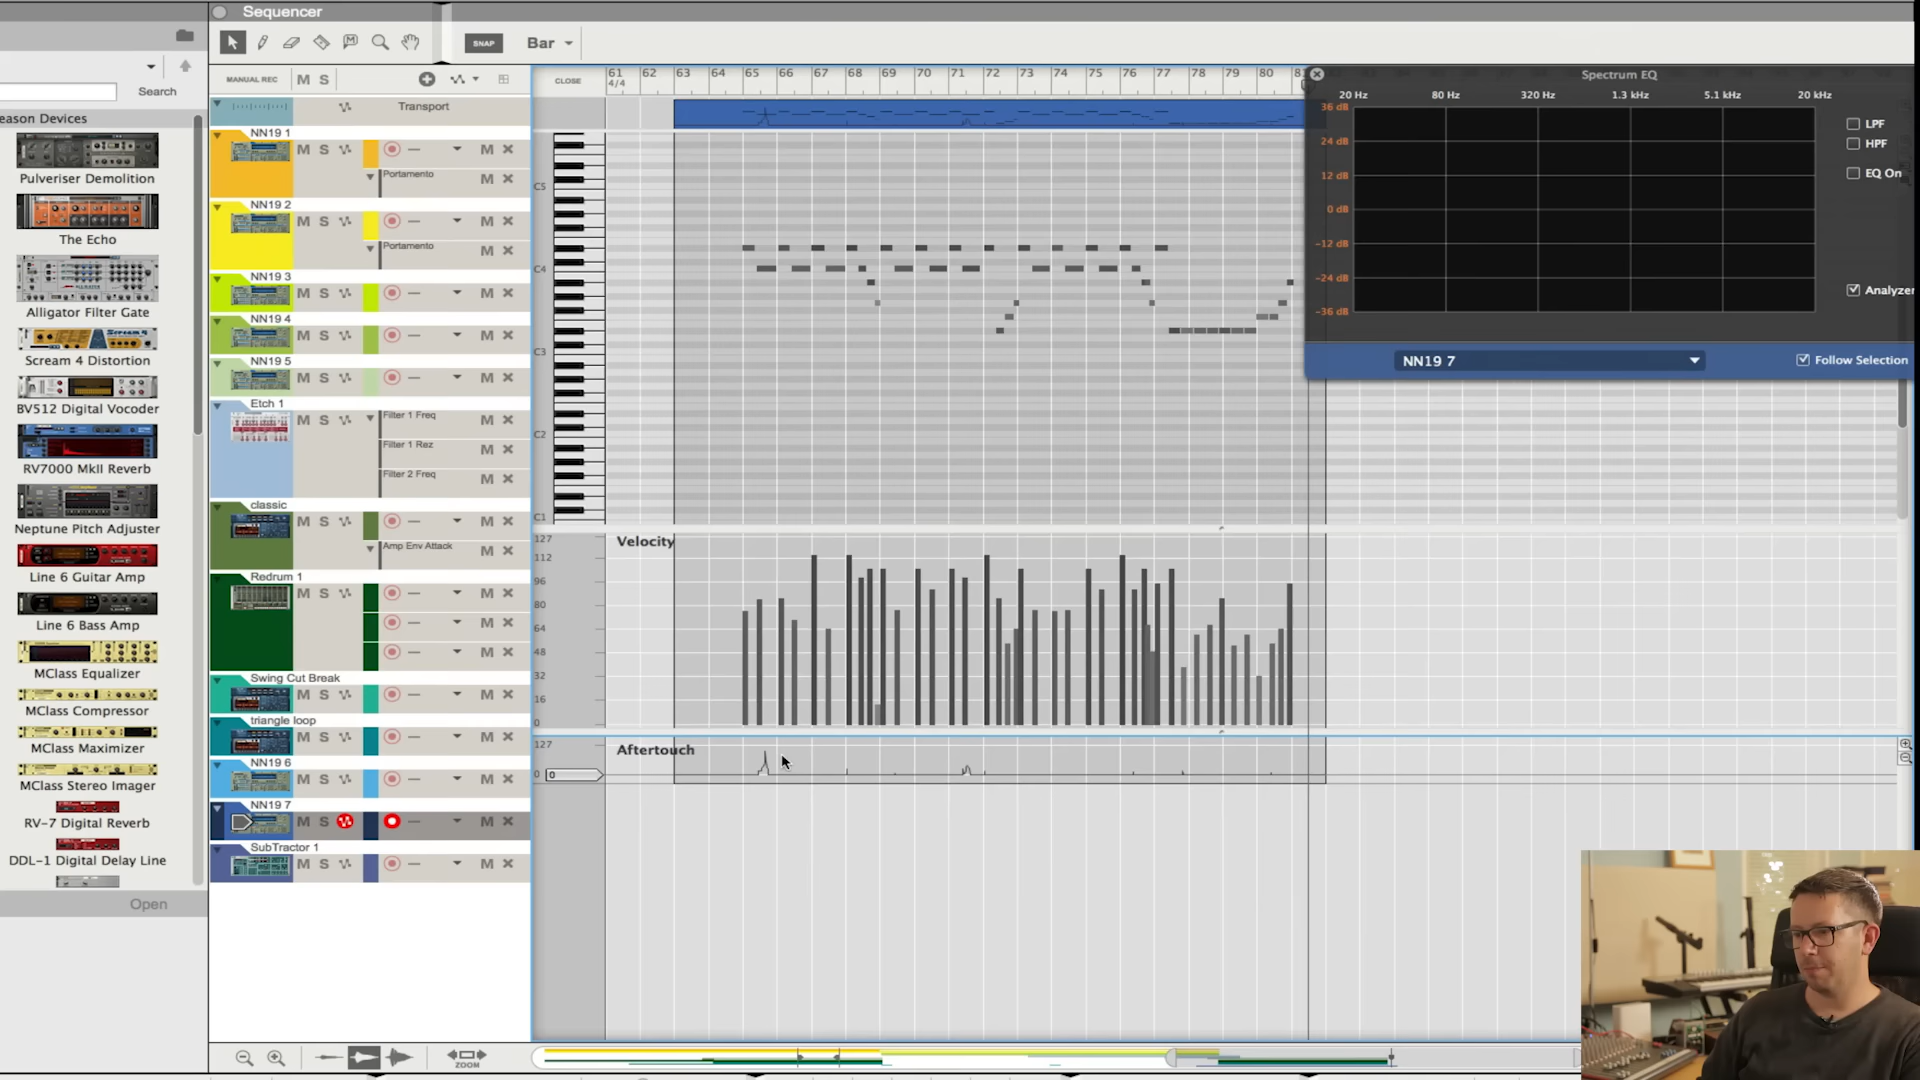 Sequencer
SNAP
Bar
Search
eason Devices
Pulveriser Demolition
The Echo
Alligator Filter Gate
Scream 4 Distortion
BV512 Digital Vocoder
RV7000 MkII Reverb
Neptune Pitch Adjuster
Line 6 Guitar Amp
Line 6 Bass Amp
MClass Equalizer
MClass Compressor
MClass Maximizer
MClass Stereo Imager
RV-7 Digital Reverb
DDL-1 Digital Delay Line
Open
MANUAL REC M S
Transport
NN19 1
M S M
Portamento M
NN19 2
M S M
Portamento M
NN19 3
M S M
NN19 4
M S M
NN19 5
M S M
Etch 1
M S Filter 1 Freq M
Filter 1 Rez M
Filter 2 Freq M
classic
M S M
Amp Env Attack M
Redrum 1
M S M
M
M
Swing Cut Break
M S M
triangle loop
M S M
NN19 6
M S M
NN19 7
M S M
SubTractor 1
M S M
ZOOM
CLOSE
61 62 63 64 65 66 67 68 69 70 71 72 73 74 75 76 77 78 79 80 81
4/4
C5
C4
C3
C2
C1
Velocity
127
112
96
80
64
48
32
16
0
Aftertouch
127
0 0
Spectrum EQ
20 Hz 80 Hz 320 Hz 1.3 kHz 5.1 kHz 20 kHz
36 dB
24 dB
12 dB
0 dB
-12 dB
-24 dB
-36 dB
LPF
HPF
EQ On
Analyzer
NN19 7
Follow Selection